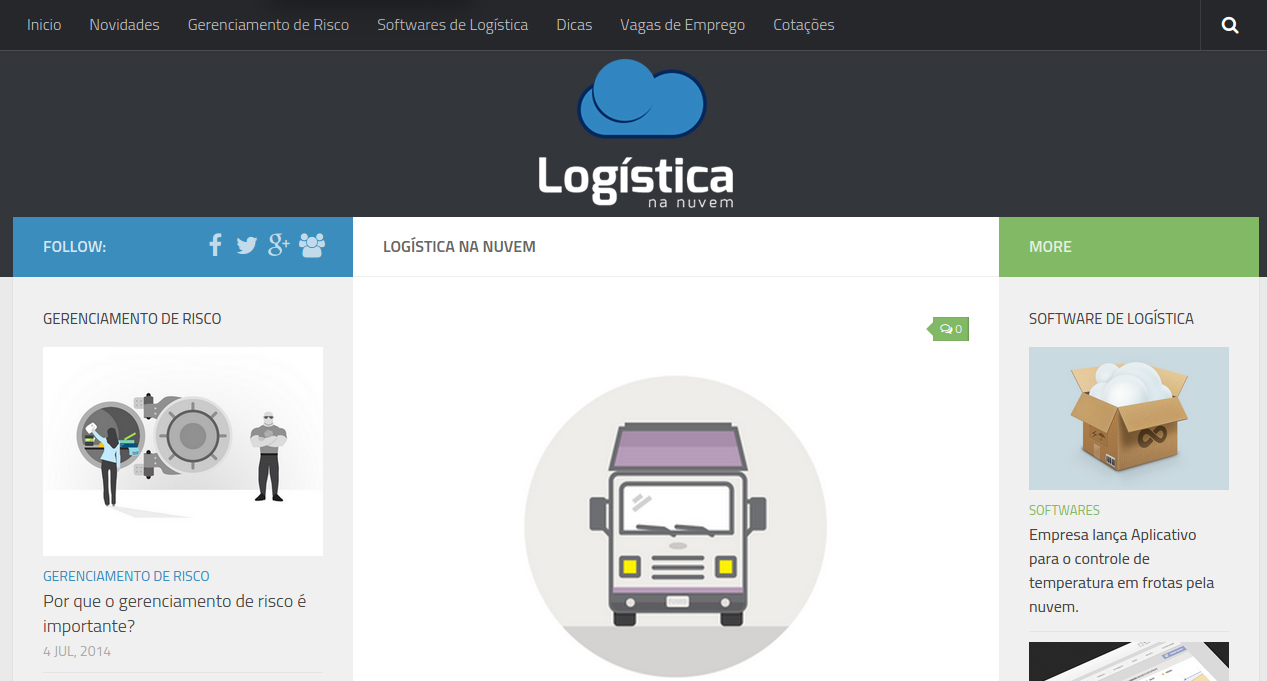 Inicio
Novidades
Gerenciamento de Risco
Softwares de Logística
Dicas
Vagas de Emprego
Cotações
Logística
na nuvem
FOLLOW:
LOGÍSTICA NA NUVEM
MORE
GERENCIAMENTO DE RISCO
GERENCIAMENTO DE RISCO
Por que o gerenciamento de risco é
importante?
4 JUL, 2014
0
SOFTWARE DE LOGÍSTICA
SOFTWARES
Empresa lança Aplicativo
para o controle de
temperatura em frotas pela
nuvem.